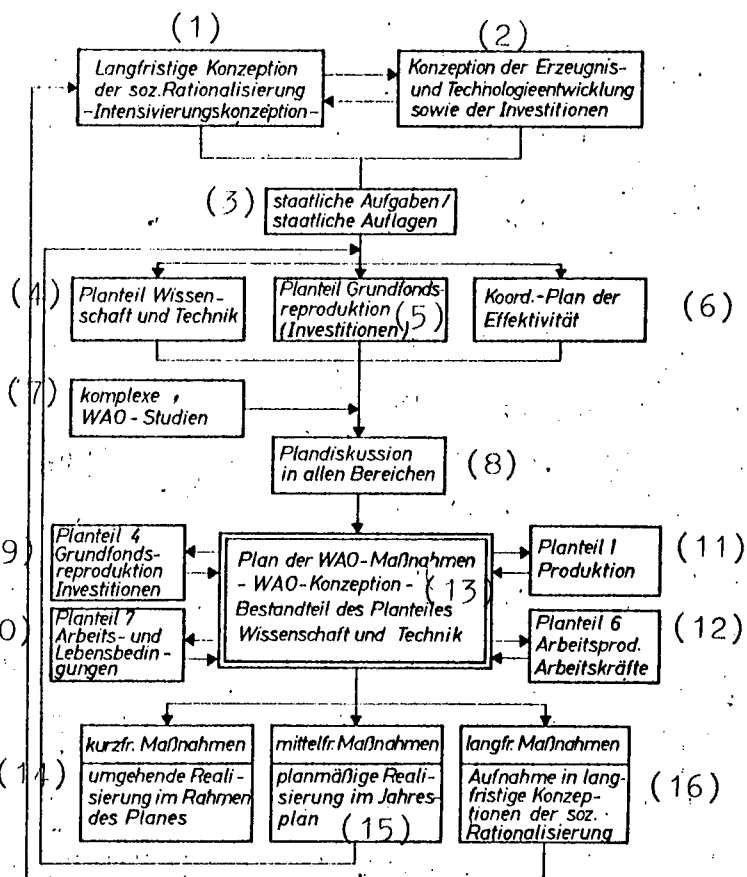 (1)
(2)
Langfristige Konzeption
der soz. Rationalisierung
-Intensivierungskonzeption-
Konzeption der Erzeugnis-
und Technologieentwicklung
sowie der Investitionen
(3)
staatliche Aufgaben/
staatliche Auflagen
(4)
Planteil Wissen-
schaft und Technik
Planteil Grundfonds-
reproduktion
(Investitionen)
(5)
Koord.-Plan der
Effektivität
(6)
7)
komplexe
WAO-Studien
Plandiskussion
in allen Bereichen
(8)
9)
Planteil 4
Grundfonds-
reproduktion
Investitionen
Plan der WAO-Maßnahmen
- WAO-Konzeption -
Bestandteil des Planteiles
Wissenschaft und Technik
(13)
Planteil 1
Produktion
(11)
0)
Planteil 7
Arbeits- und
Lebensbedin-
gungen
Planteil 6
Arbeitsprod.
Arbeitskräfte
(12)
(14)
kurzfr. Maßnahmen
umgehende Reali-
sierung im Rahmen
des Planes
mittelfr. Maßnahmen
planmäßige Reali-
sierung im Jahres-
plan
(15)
langfr. Maßnahmen
Aufnahme in lang-
fristige Konzep-
tionen der soz.
Rationalisierung
(16)